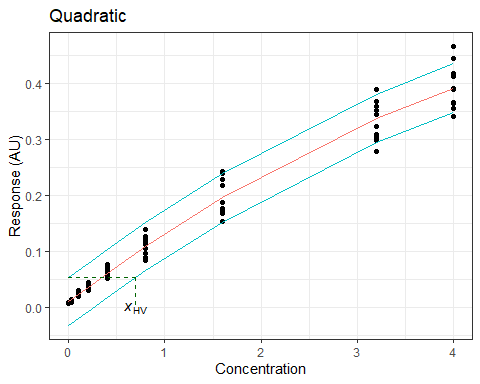 Quadratic
Response (AU)
0.4
0.3
0.2
0.1
0.0
xHV
0
1
2
3
4
Concentration